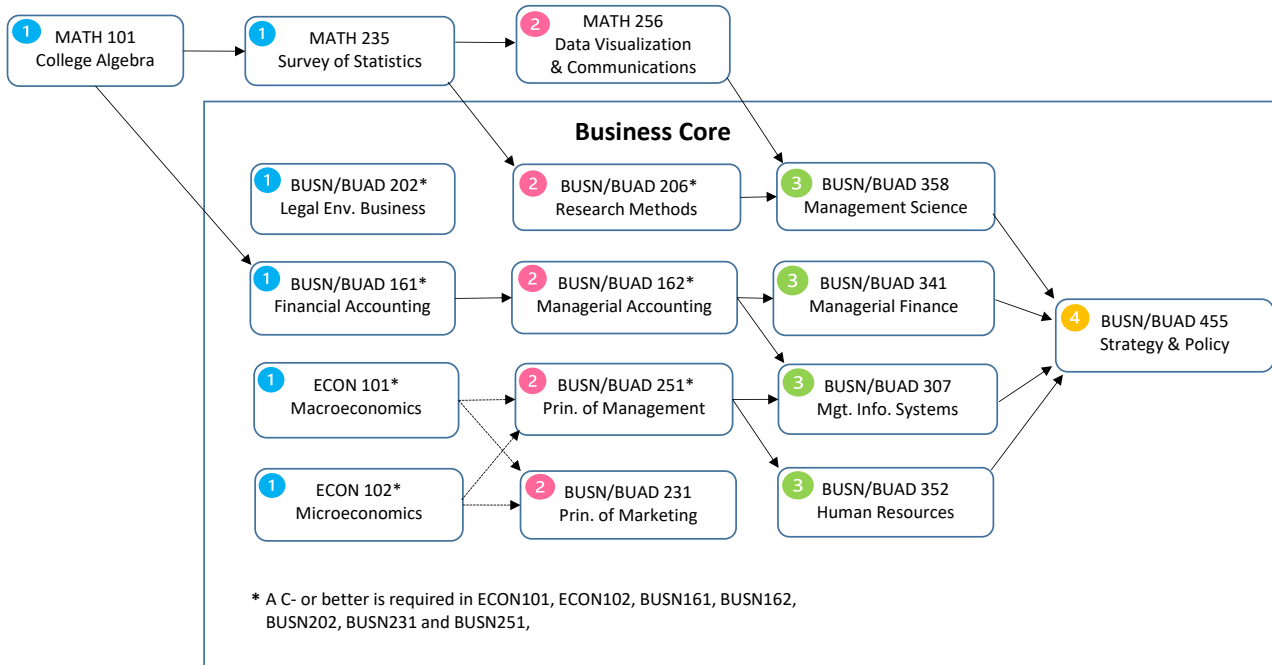 1
MATH 101
College Algebra
1
MATH 235
Survey of Statistics
2
MATH 256
Data Visualization
& Communications
Business Core
1
BUSN/BUAD 202*
Legal Env. Business
2
BUSN/BUAD 206*
Research Methods
3
BUSN/BUAD 358
Management Science
1
BUSN/BUAD 161*
Financial Accounting
2
BUSN/BUAD 162*
Managerial Accounting
3
BUSN/BUAD 341
Managerial Finance
4
BUSN/BUAD 455
Strategy & Policy
1
ECON 101*
Macroeconomics
2
BUSN/BUAD 251*
Prin. of Management
3
BUSN/BUAD 307
Mgt. Info. Systems
1
ECON 102*
Microeconomics
2
BUSN/BUAD 231
Prin. of Marketing
3
BUSN/BUAD 352
Human Resources
* A C- or better is required in ECON101, ECON102, BUSN161, BUSN162,
BUSN202, BUSN231 and BUSN251,